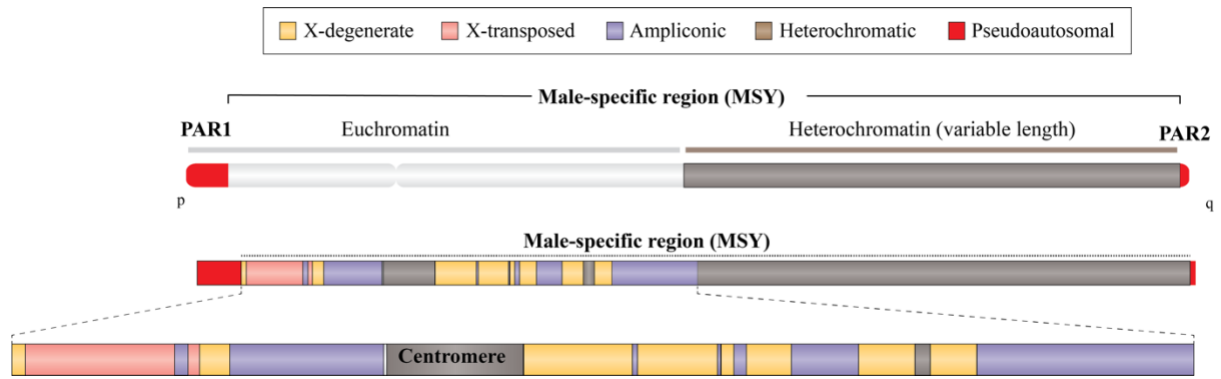 X-degenerate X-transposed Ampliconic Heterochromatic Pseudoautosomal
Male-specific region (MSY)
PAR1 Euchromatin Heterochromatin (variable length) PAR2
p q
Male-specific region (MSY)
Centromere